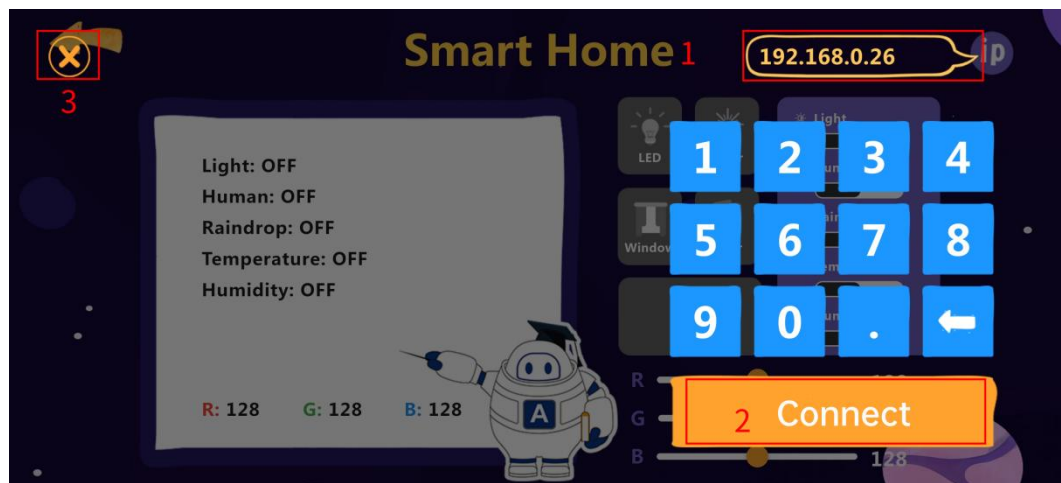 Smart Home
1
192.168.0.26
ip
3
Light: OFF
Human: OFF
Raindrop: OFF
Temperature: OFF
Humidity: OFF
R: 128 G: 128 B: 128
A
LED
Window
Light
1 2 3 4
5 6 7 8
9 0 .
R
G
B 128
2 Connect